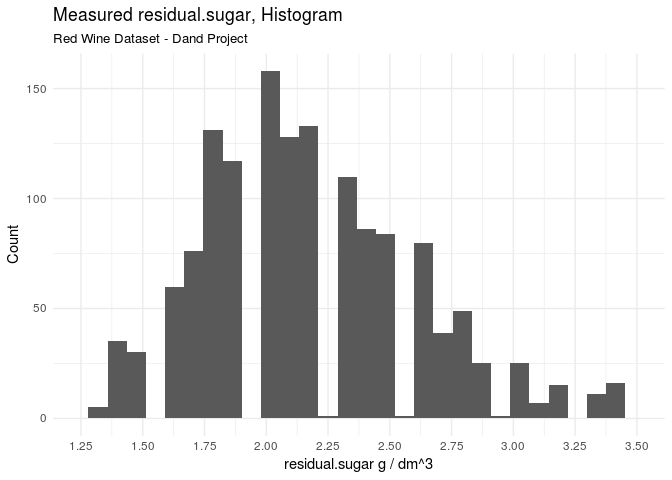 Measured residual.sugar, Histogram
Red Wine Dataset - Dand Project
150
100
50
0
Count
1.25 1.50 1.75 2.00 2.25 2.50 2.75 3.00 3.25 3.50
residual.sugar g / dm^3